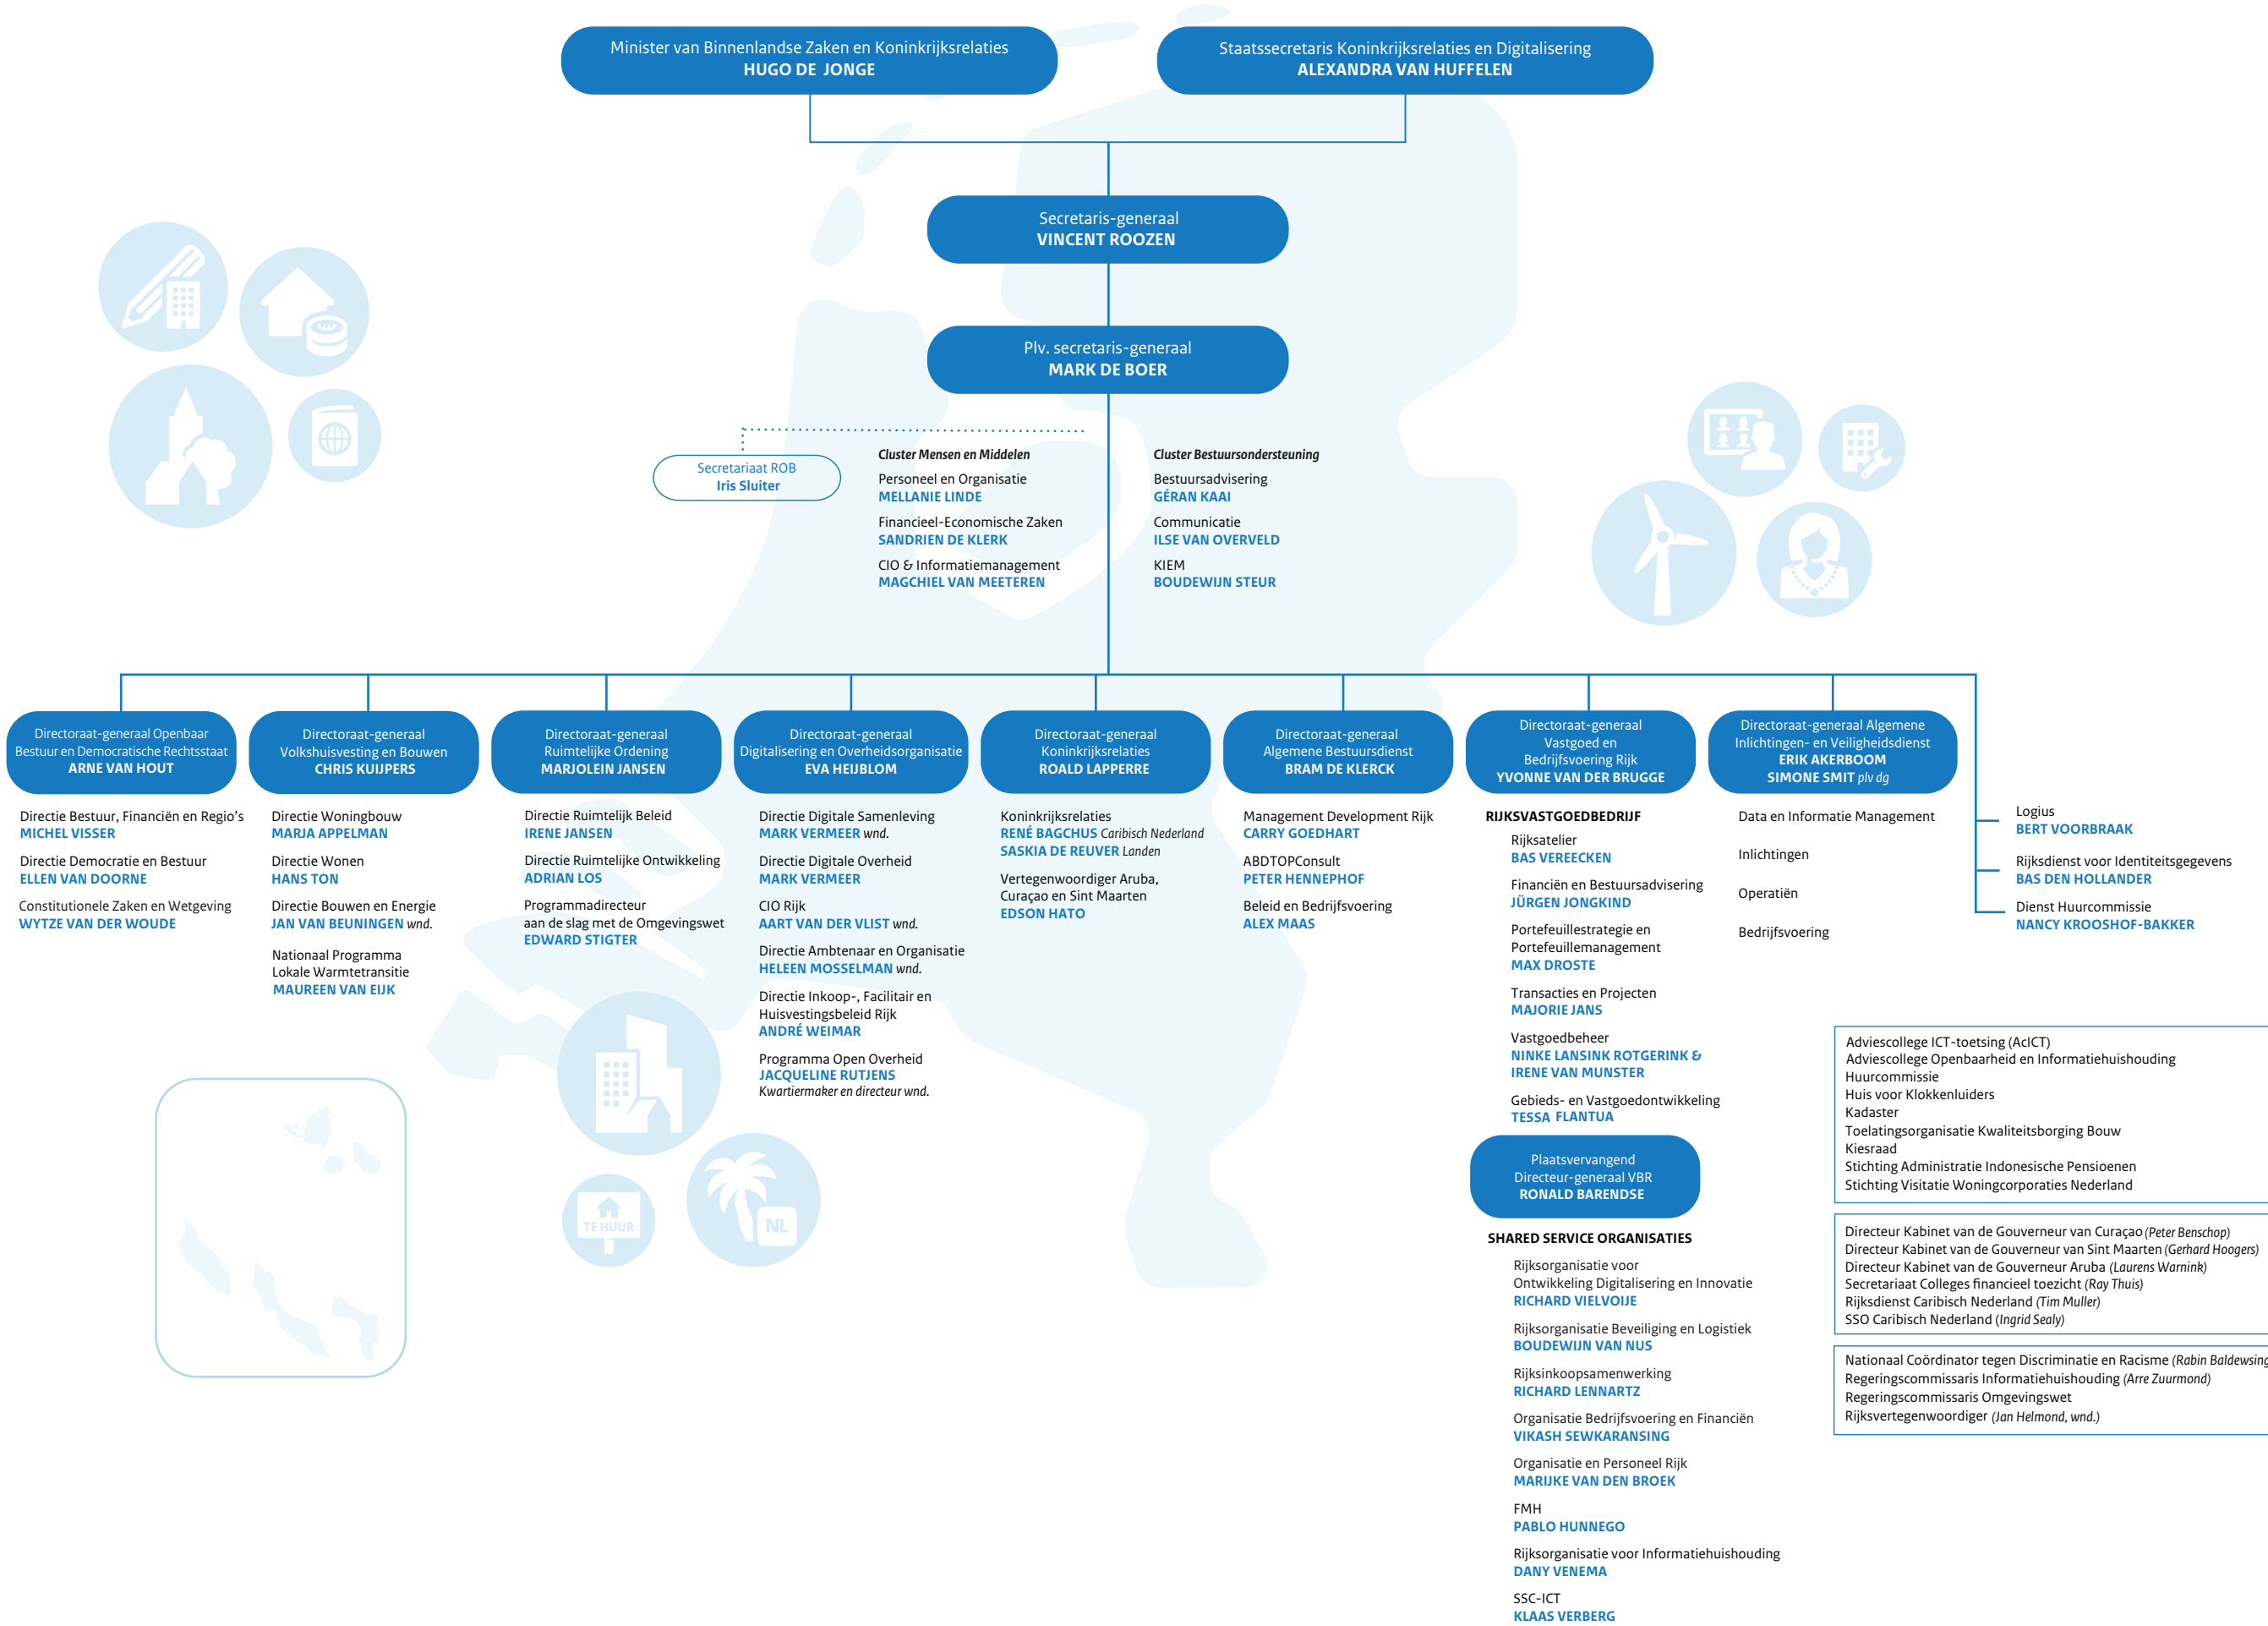 Minister van Binnenlandse Zaken en Koninkrijksrelaties
HUGO DE JONGE
Staatssecretaris Koninkrijksrelaties en Digitalisering
ALEXANDRA VAN HUFFELEN
Secretaris-generaal
VINCENT ROOZEN
Plv. secretaris-generaal
MARK DE BOER
Secretariaat ROB
Iris Sluiter
Cluster Mensen en Middelen
Personeel en Organisatie
MELLANIE LINDE
Financieel-Economische Zaken
SANDRIEN DE KLERK
CIO & Informatiemanagement
MAGCHIEL VAN MEETEREN
Cluster Bestuursondersteuning
Bestuursadvisering
GÉRAN KAAI
Communicatie
ILSE VAN OVERVELD
KIEM
BOUDEWIJN STEUR
Directoraat-generaal Openbaar
Bestuur en Democratische Rechtsstaat
ARNE VAN HOUT
Directie Bestuur, Financiën en Regio's
MICHEL VISSER
Directie Democratie en Bestuur
ELLEN VAN DOORNE
Constitutionele Zaken en Wetgeving
WYTZE VAN DER WOUDE
Directoraat-generaal
Volkshuisvesting en Bouwen
CHRIS KUIJPERS
Directie Woningbouw
MARJA APPELMAN
Directie Wonen
HANS TON
Directie Bouwen en Energie
JAN VAN BEUNINGEN wnd.
Nationaal Programma
Lokale Warmtetransitie
MAUREEN VAN EIJK
Directoraat-generaal
Ruimtelijke Ordening
MARJOLEIN JANSEN
Directie Ruimtelijk Beleid
IRENE JANSEN
Directie Ruimtelijke Ontwikkeling
ADRIAN LOS
Programmadirecteur
aan de slag met de Omgevingswet
EDWARD STIGTER
Directoraat-generaal
Digitalisering en Overheidsorganisatie
EVA HEIJBLOM
Directie Digitale Samenleving
MARK VERMEER wnd.
Directie Digitale Overheid
MARK VERMEER
CIO Rijk
AART VAN DER VLIST wnd.
Directie Ambtenaar en Organisatie
HELEEN MOSSELMAN wnd.
Directie Inkoop-, Facilitair en
Huisvestingsbeleid Rijk
ANDRÉ WEIMAR
Programma Open Overheid
JACQUELINE RUTJENS
Kwartiermaker en directeur wnd.
Directoraat-generaal
Koninkrijksrelaties
ROALD LAPPERRE
Koninkrijksrelaties
RENÉ BAGCHUS Caribisch Nederland
SASKIA DE REUVER Landen
Vertegenwoordiger Aruba,
Curaçao en Sint Maarten
EDSON HATO
Directoraat-generaal
Algemene Bestuursdienst
BRAM DE KLERCK
Management Development Rijk
CARRY GOEDHART
ABDTOPConsult
PETER HENNEPHOF
Beleid en Bedrijfsvoering
ALEX MAAS
Directoraat-generaal
Vastgoed en
Bedrijfsvoering Rijk
YVONNE VAN DER BRUGGE
RIJKSVASTGOEDBEDRIJF
Rijksatelier
BAS VEREECKEN
Financiën en Bestuursadvisering
JÜRGEN JONGKIND
Portefeuillestrategie en
Portefeuillemanagement
MAX DROSTE
Transacties en Projecten
MAJORIE JANS
Vastgoedbeheer
NINKE LANSINK ROTGERINK &
IRENE VAN MUNSTER
Gebieds- en Vastgoedontwikkeling
TESSA FLANTUA
Plaatsvervangend
Directeur-generaal VBR
RONALD BARENDSE
SHARED SERVICE ORGANISATIES
Rijksorganisatie voor
Ontwikkeling Digitalisering en Innovatie
RICHARD VIELVOIJE
Rijksorganisatie Beveiliging en Logistiek
BOUDEWIJN VAN NUS
Rijksinkoopsamenwerking
RICHARD LENNARTZ
Organisatie Bedrijfsvoering en Financiën
VIKASH SEWKARANSING
Organisatie en Personeel Rijk
MARIJKE VAN DEN BROEK
FMH
PABLO HUNNEGO
Rijksorganisatie voor Informatiehuishouding
DANY VENEMA
SSC-ICT
KLAAS VERBERG
Directoraat-generaal Algemene
Inlichtingen- en Veiligheidsdienst
ERIK AKERBOOM
SIMONE SMIT plv dg
Data en Informatie Management
Inlichtingen
Operatiën
Bedrijfsvoering
Logius
BERT VOORBRAAK
Rijksdienst voor Identiteitsgegevens
BAS DEN HOLLANDER
Dienst Huurcommissie
NANCY KROOSHOF-BAKKER
Adviescollege ICT-toetsing (AcICT)
Adviescollege Openbaarheid en Informatiehuishouding
Huurcommissie
Huis voor Klokkenluiders
Kadaster
Toelatingsorganisatie Kwaliteitsborging Bouw
Kiesraad
Stichting Administratie Indonesische Pensioenen
Stichting Visitatie Woningcorporaties Nederland
Directeur Kabinet van de Gouverneur van Curaçao (Peter Benschop)
Directeur Kabinet van de Gouverneur van Sint Maarten (Gerhard Hoogers)
Directeur Kabinet van de Gouverneur Aruba (Laurens Warnink)
Secretariaat Colleges financieel toezicht (Ray Thuis)
Rijksdienst Caribisch Nederland (Tim Muller)
SSO Caribisch Nederland (Ingrid Sealy)
Nationaal Coördinator tegen Discriminatie en Racisme (Rabin Baldewsing
Regeringscommissaris Informatiehuishouding (Arre Zuurmond)
Regeringscommissaris Omgevingswet
Rijksvertegenwoordiger (Jan Helmond, wnd.)
TE HUUR
NL